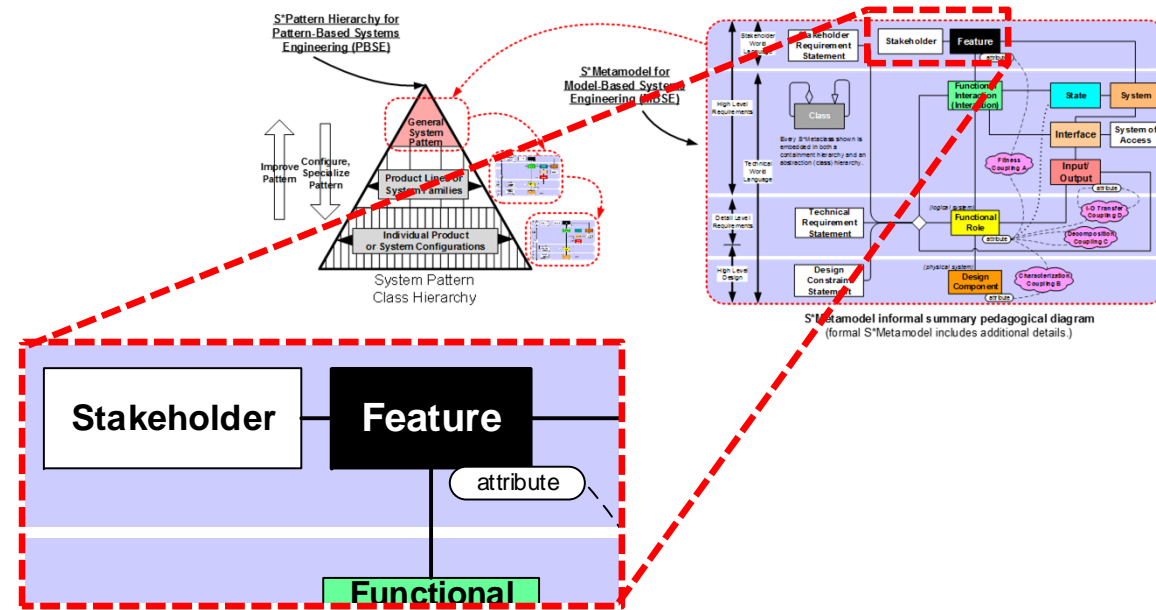 S*Pattern Hierarchy for
Pattern-Based Systems
Engineering (PBSE)
S*Metamodel for
Model-Based Systems
Engineering (MBSE)
General
System
Pattern
Improve
Pattern
Configure,
Specialize
Pattern
Product Lines or
System Families
Individual Product
or System Configurations
System Pattern
Class Hierarchy
Stakeholder
World
Language
High Level
Requirements
Technical
World
Language
Detail Level
Requirements
High Level
Design
Stakeholder
Requirement
Statement
Stakeholder
Feature
attribute
Functional
Interaction
(Interaction)
State
System
Class
Every S*Metaclass shown is
embedded in both a
containment hierarchy and an
abstraction (class) hierarchy.
Interface
System of
Access
Fitness
Coupling A
Input/
Output
attribute
I-O Transfer
Coupling D
Technical
Requirement
Statement
(logical system)
Functional
Role
attribute
Decomposition
Coupling C
Design
Constraint
Statement
(physical system)
Design
Component
attribute
Characterization
Coupling B
S*Metamodel informal summary pedagogical diagram
(formal S*Metamodel includes additional details.)
Stakeholder
Feature
attribute
Functional